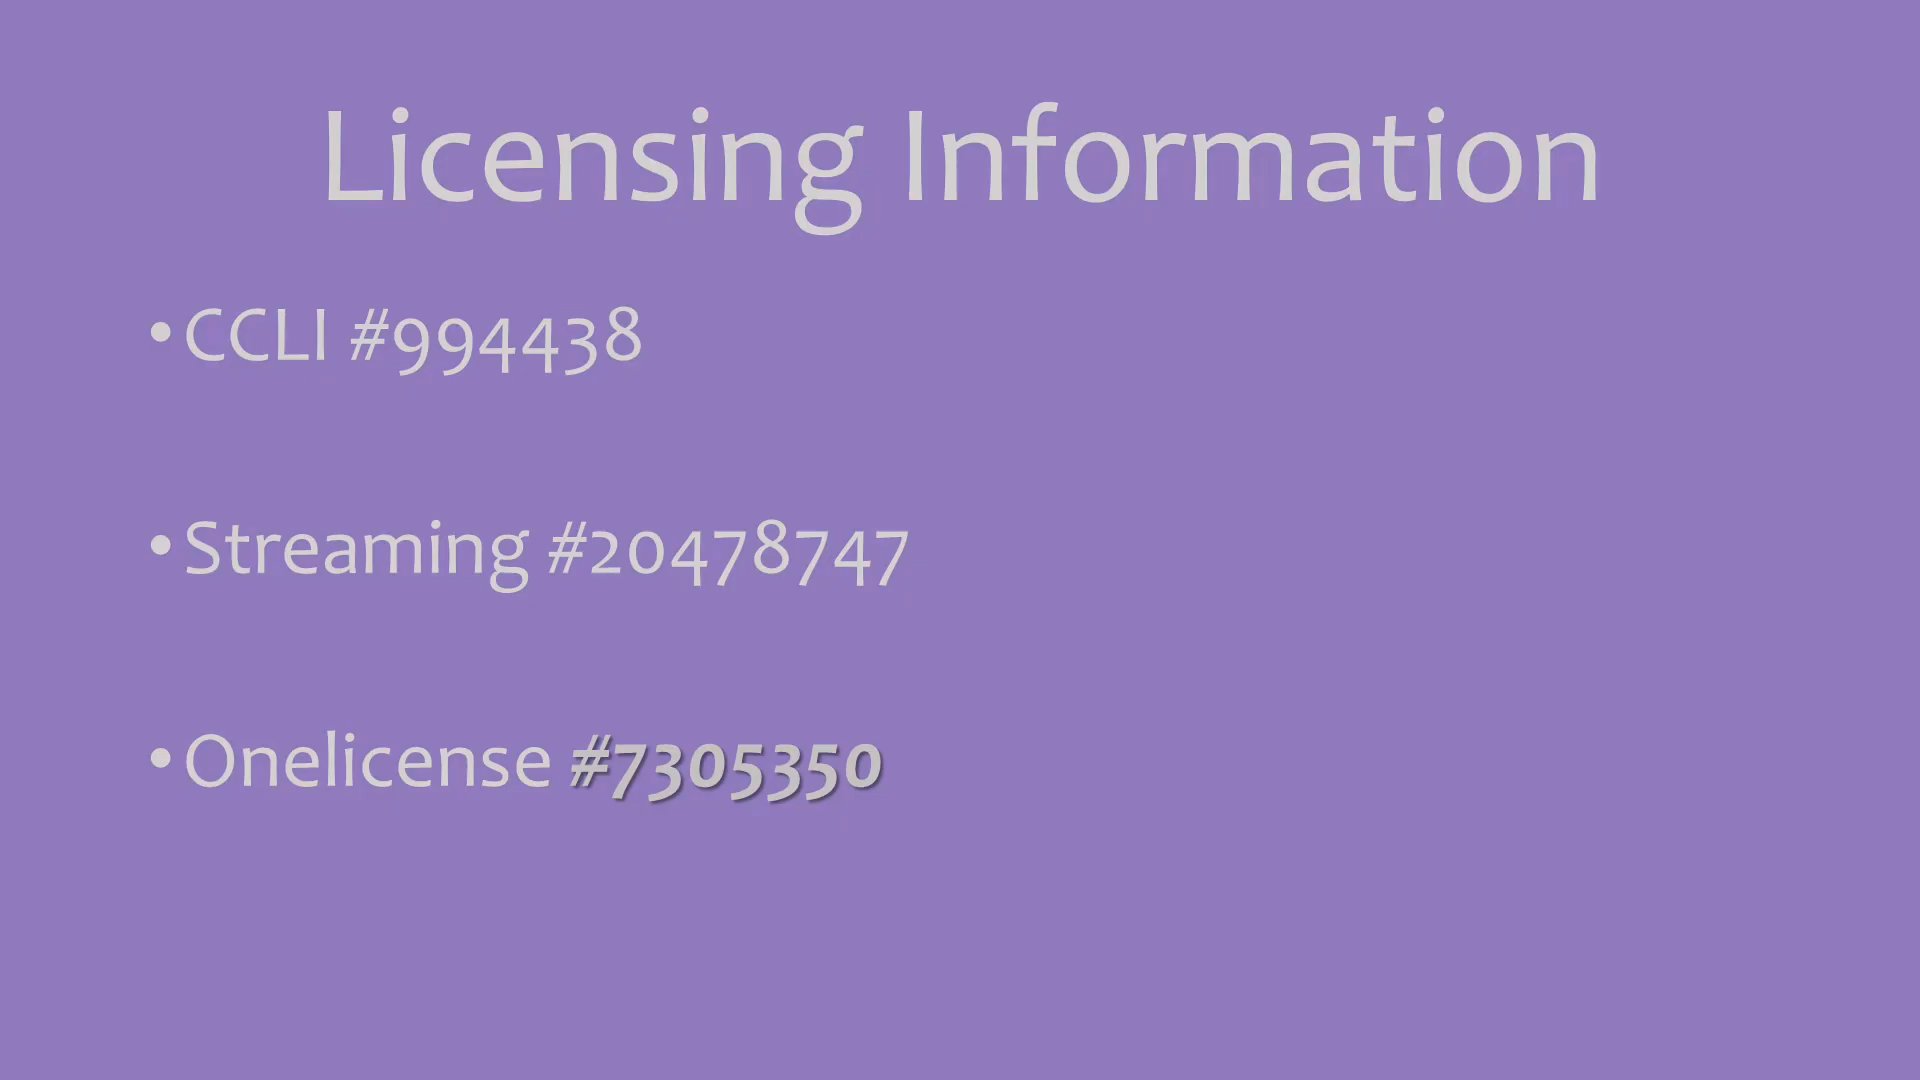 Licensing Information
• CCLI #994438
• Streaming #20478747
• Onelicense #7305350